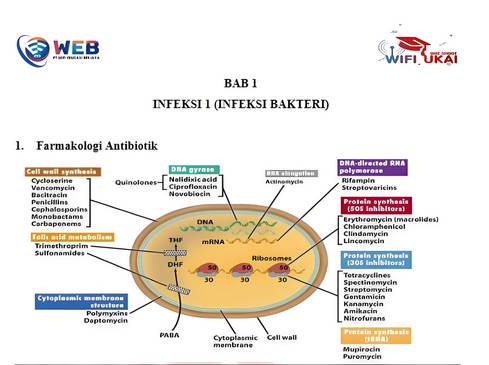 WEB
WIFI UKAI
BAB 1
INFEKSI 1 (INFEKSI BAKTERI)
1. Farmakologi Antibiotik
Cell wall synthesis
Cycloserine
Vancomycin
Bacitracin
Penicillins
Cephalosporins
Monobactams
Carbapenems
Folic acid metabolism
Trimethroprim
Sulfonamides
Cytoplasmic membrane
structure
Polymyxins
Daptomycin
DNA gyrase
Quinolones
Nalidixic acid
Ciprofloxacin
Novobiocin
RNA elongation
Actinomycin
DNA-directed RNA
polymerase
Rifampin
Streptovaricins
Protein synthesis
(50S inhibitors)
Erythromycin (macrolides)
Chloramphenicol
Clindamycin
Lincomycin
Protein synthesis
(30S inhibitors)
Tetracyclines
Spectinomycin
Streptomycin
Gentamicin
Kanamycin
Amikacin
Nitrofurans
Protein synthesis
(tRNA)
Mupirocin
Puromycin
DNA
THF
mRNA
Ribosomes
DHF
50 50 50
30 30 30
PABA
Cytoplasmic
membrane
Cell wall